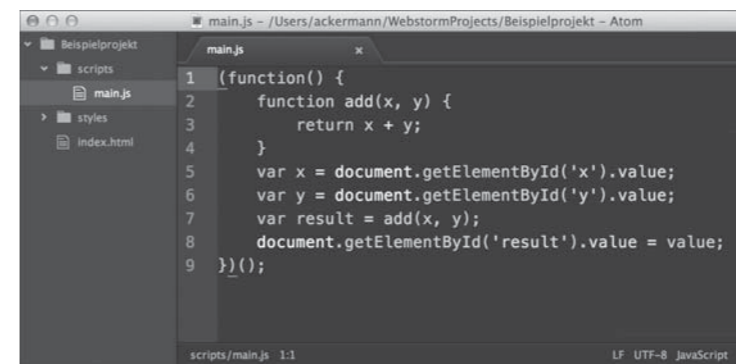 main.js – /Users/ackermann/WebstormProjects/Beispielprojekt – Atom
Beispielprojekt
scripts
main.js
styles
index.html
main.js x
1 (function() {
2 function add(x, y) {
3 return x + y;
4 }
5 var x = document.getElementById('x').value;
6 var y = document.getElementById('y').value;
7 var result = add(x, y);
8 document.getElementById('result').value = value;
9 })();
scripts/main.js 1:1 LF UTF-8 JavaScript